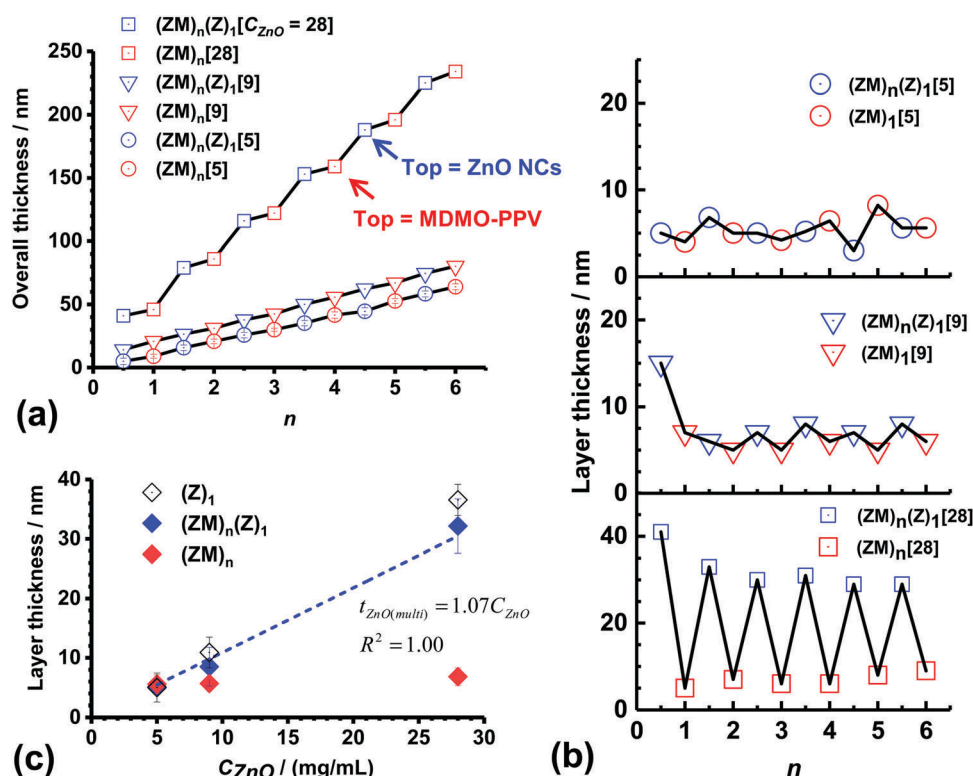 (a)
(ZM)n(Z)1[CZnO = 28]
(ZM)n[28]
(ZM)n(Z)1[9]
(ZM)n[9]
(ZM)n(Z)1[5]
(ZM)n[5]
Overall thickness / nm
250
200
150
100
50
0
Top = ZnO NCs
Top = MDMO-PPV
0 1 2 3 4 5 6
n
(c)
Layer thickness / nm
40
30
20
10
0
(Z)1
(ZM)n(Z)1
(ZM)n
tZnO(multi) = 1.07CZnO
R2 = 1.00
0 5 10 15 20 25 30
CZnO / (mg/mL)
(b)
Layer thickness / nm
20
10
0
(ZM)n(Z)1[5]
(ZM)1[5]
20
10
0
(ZM)n(Z)1[9]
(ZM)1[9]
40
20
0
(ZM)n(Z)1[28]
(ZM)n[28]
0 1 2 3 4 5 6
n